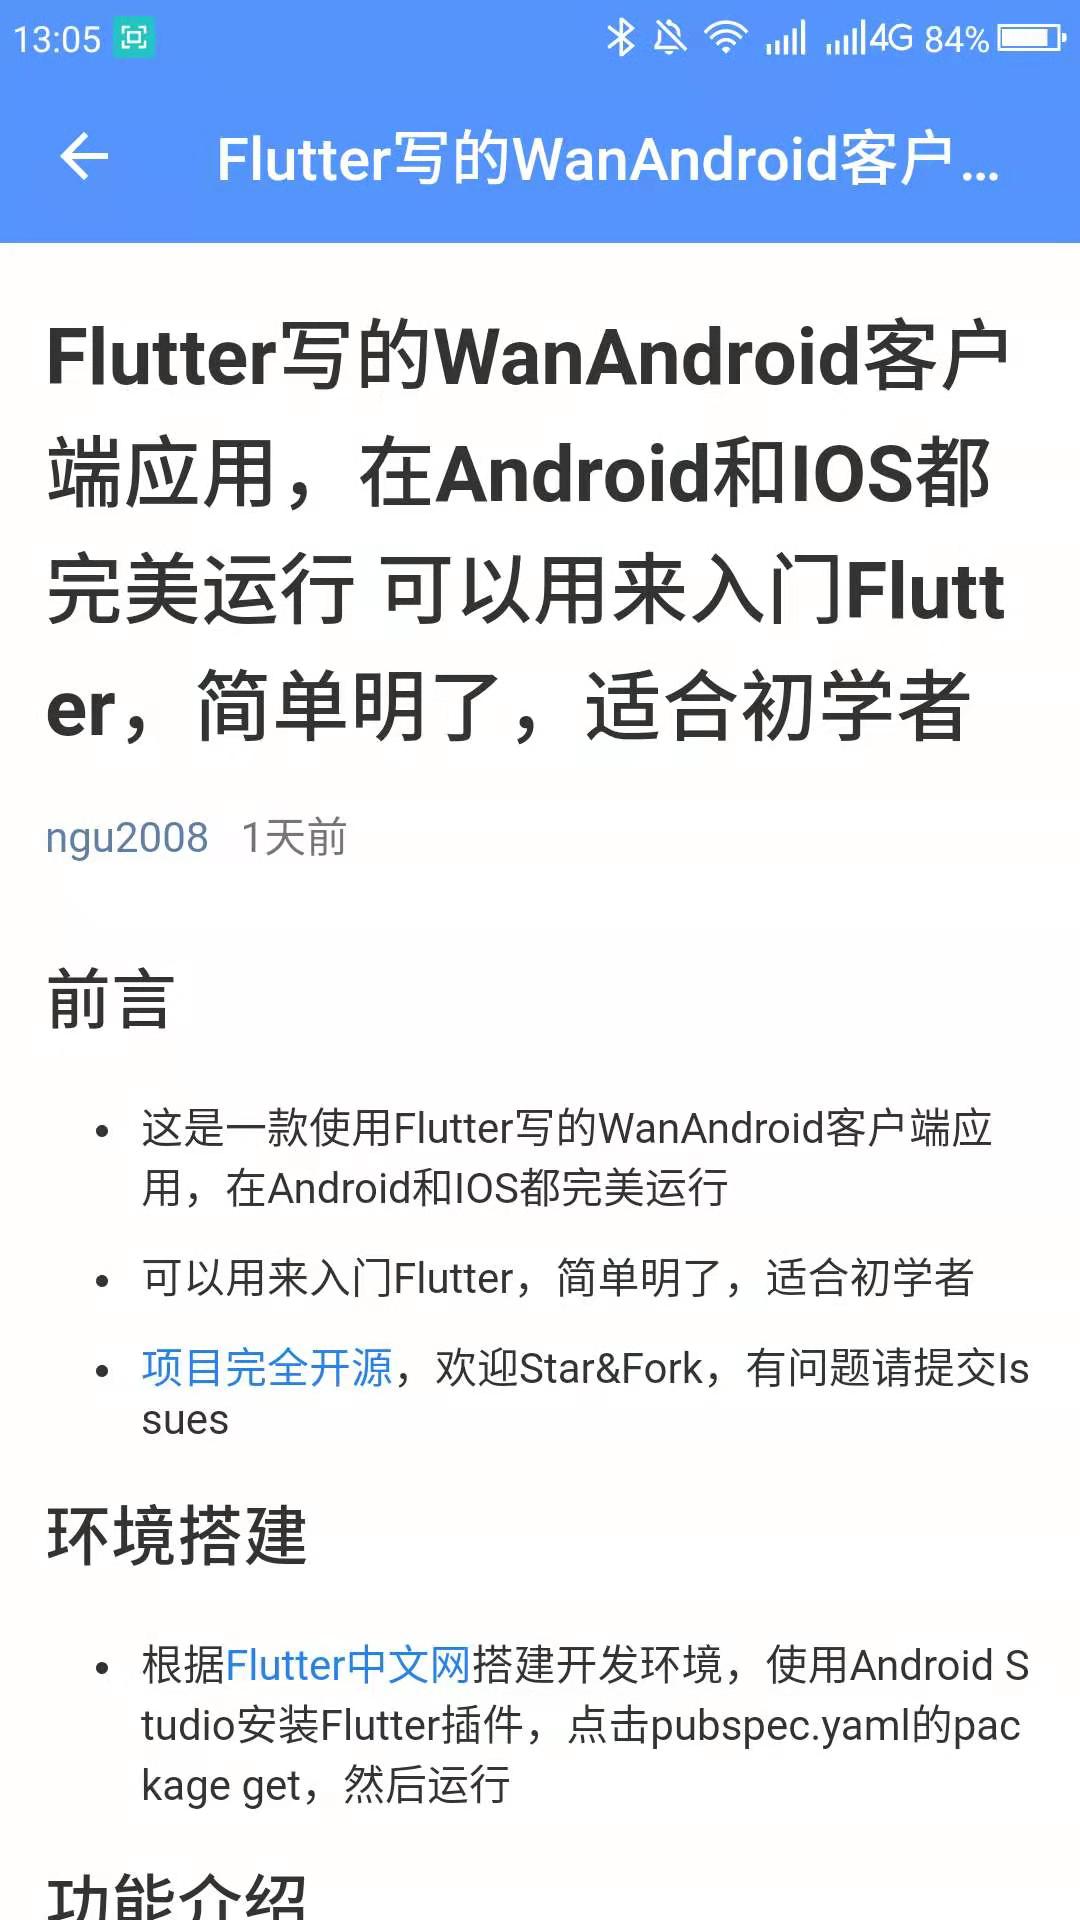 13:05 4G 84%
Flutter写的WanAndroid客户...
Flutter写的WanAndroid客户
端应用，在Android和IOS都
完美运行 可以用来入门Flutt
er，简单明了，适合初学者
ngu2008 1天前
前言
这是一款使用Flutter写的WanAndroid客户端应
用，在Android和IOS都完美运行
可以用来入门Flutter，简单明了，适合初学者
项目完全开源，欢迎Star&Fork，有问题请提交Is
sues
环境搭建
根据Flutter中文网搭建开发环境，使用Android S
tudio安装Flutter插件，点击pubspec.yaml的pac
kage get，然后运行
功能介绍